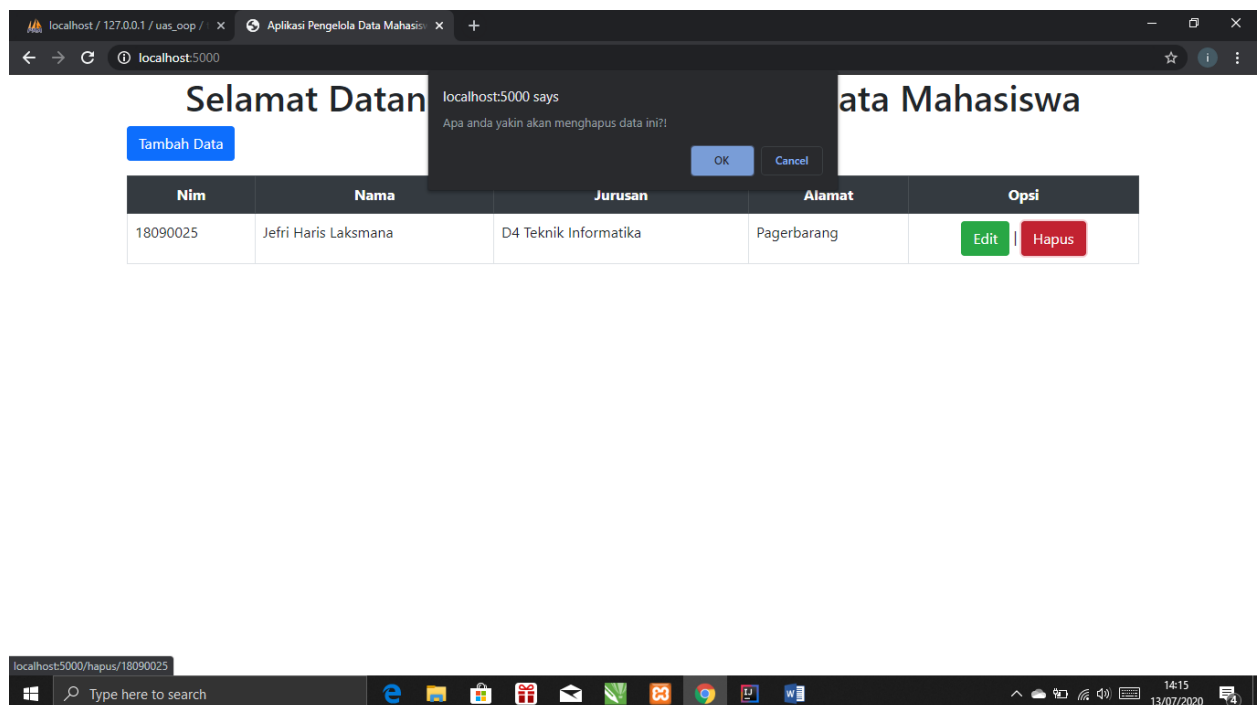 localhost / 127.0.0.1 / uas_oop /
Aplikasi Pengelola Data Mahasis
localhost:5000
i
Selamat Datan
ata Mahasiswa
localhost:5000 says
Apa anda yakin akan menghapus data ini?!
OK Cancel
Tambah Data
Nim Nama Jurusan Alamat Opsi
18090025 Jefri Haris Laksmana D4 Teknik Informatika Pagerbarang Edit | Hapus
localhost:5000/hapus/18090025
Type here to search
14:15
13/07/2020
4